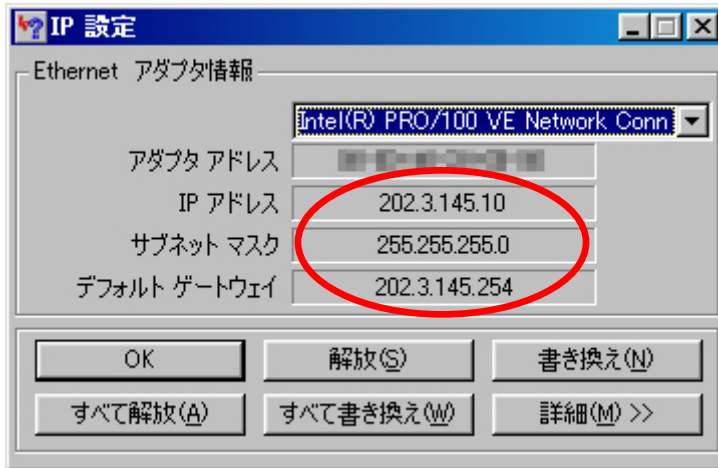 IP 設定
Ethernet アダプタ情報
Intel(R) PRO/100 VE Network Conn
アダプタ アドレス
IP アドレス 202.3.145.10
サブネット マスク 255.255.255.0
デフォルト ゲートウェイ 202.3.145.254
OK 解放(S) 書き換え(N)
すべて解放(A) すべて書き換え(W) 詳細(M) >>